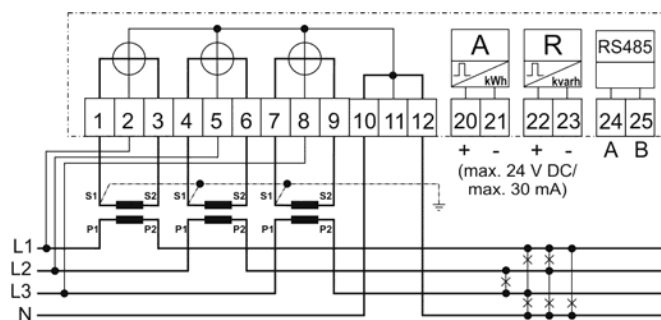 A R RS485
kWh kvarh
1 2 3 4 5 6 7 8 9 10 11 12 20 21 22 23 24 25
+ - + - A B
(max. 24 V DC/
max. 30 mA)
S1 S2 S1 S2 S1 S2
P1 P2 P1 P2 P1 P2
L1
L2
L3
N